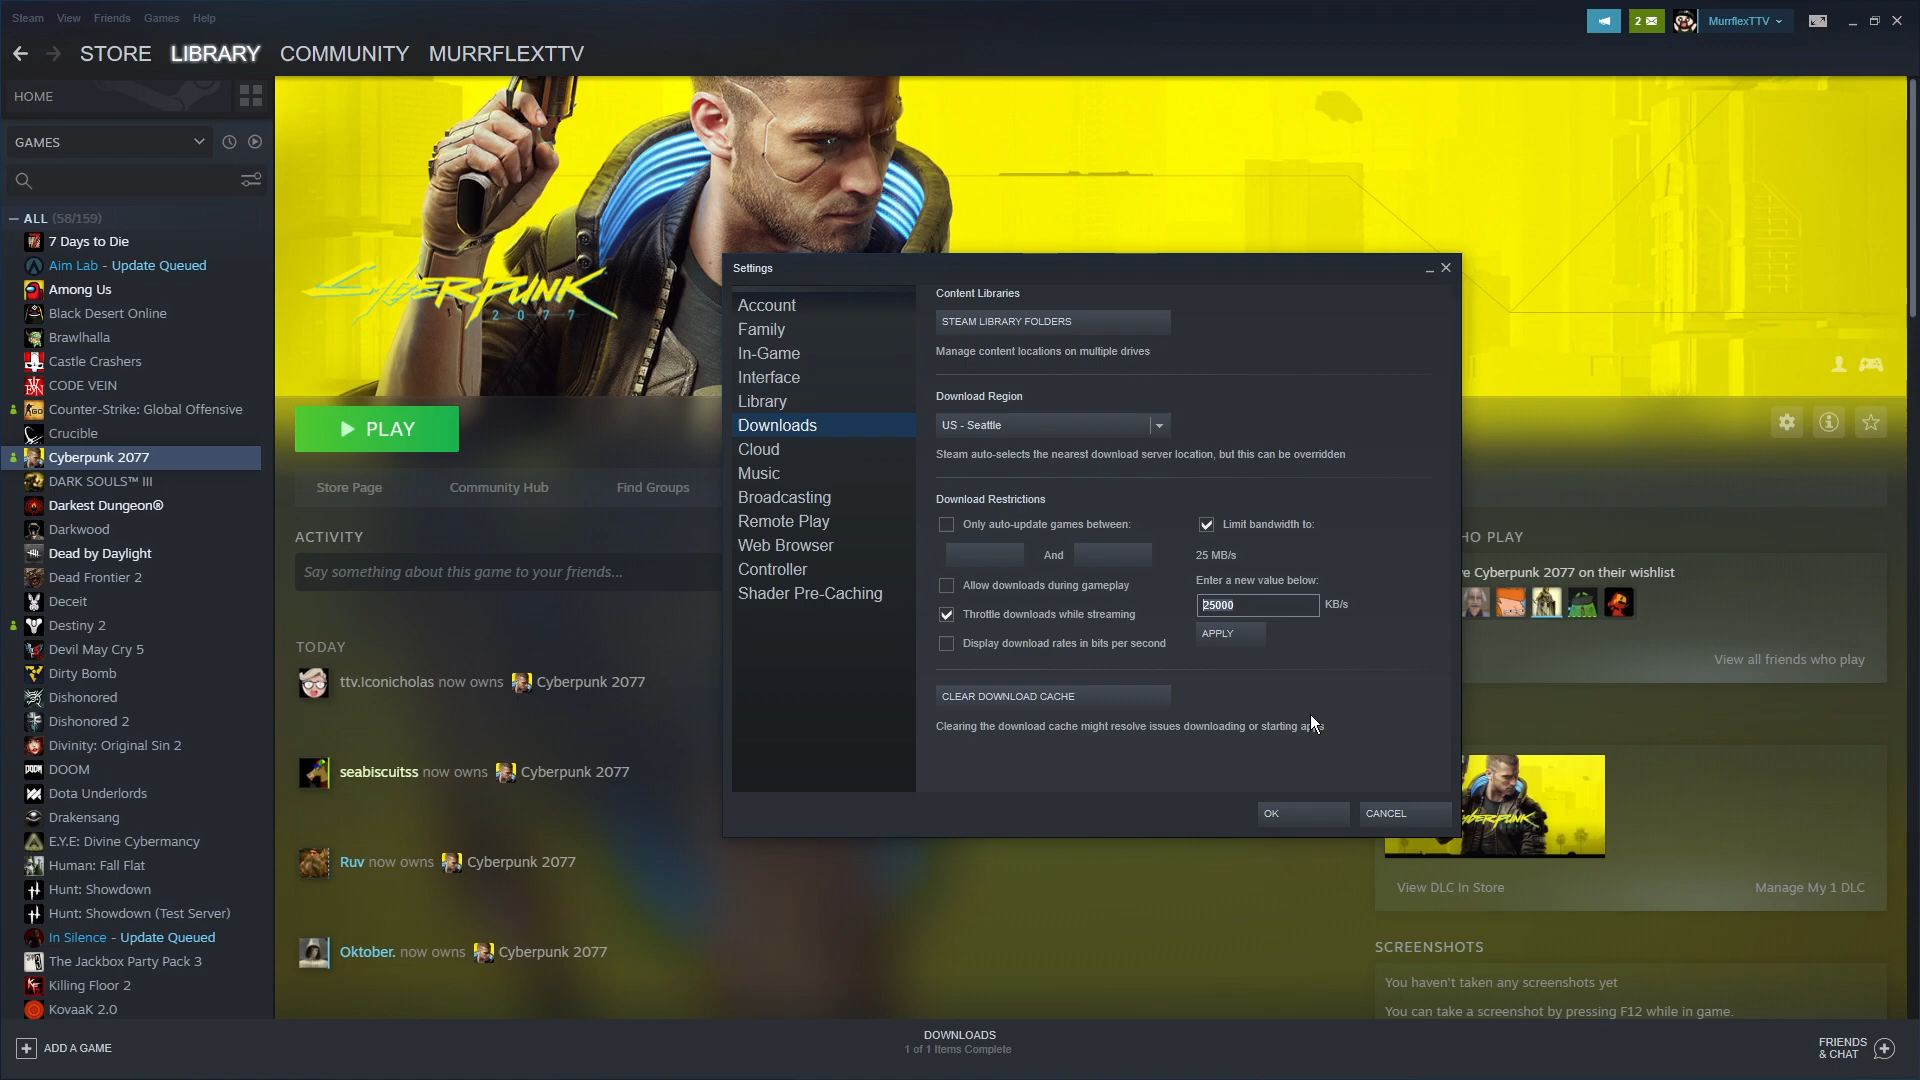 Steam View Friends Games Help
2 MurrflexTTV
STORE LIBRARY COMMUNITY MURRFLEXTTV
HOME
GAMES
ALL (58/159)
7 Days to Die
Aim Lab - Update Queued
Among Us
Black Desert Online
Brawlhalla
Castle Crashers
CODE VEIN
Counter-Strike: Global Offensive
Crucible
Cyberpunk 2077
DARK SOULS™ III
Darkest Dungeon®
Darkwood
Dead by Daylight
Dead Frontier 2
Deceit
Destiny 2
Devil May Cry 5
Dirty Bomb
Dishonored
Dishonored 2
Divinity: Original Sin 2
DOOM
Dota Underlords
Drakensang
E.Y.E: Divine Cybermancy
Human: Fall Flat
Hunt: Showdown
Hunt: Showdown (Test Server)
In Silence - Update Queued
The Jackbox Party Pack 3
Killing Floor 2
KovaaK 2.0
CYBERPUNK
2077
PLAY
Store Page Community Hub Find Groups
ACTIVITY
Say something about this game to your friends...
TODAY
ttv.Iconicholas now owns Cyberpunk 2077
seabiscuitss now owns Cyberpunk 2077
Ruv now owns Cyberpunk 2077
Oktober. now owns Cyberpunk 2077
Settings
Account
Family
In-Game
Interface
Library
Downloads
Cloud
Music
Broadcasting
Remote Play
Web Browser
Controller
Shader Pre-Caching
Content Libraries
STEAM LIBRARY FOLDERS
Manage content locations on multiple drives
Download Region
US - Seattle
Steam auto-selects the nearest download server location, but this can be overridden
Download Restrictions
Only auto-update games between:
And
Allow downloads during gameplay
Throttle downloads while streaming
Display download rates in bits per second
Limit bandwidth to:
25 MB/s
Enter a new value below:
25000 KB/s
APPLY
CLEAR DOWNLOAD CACHE
Clearing the download cache might resolve issues downloading or starting apps
OK CANCEL
HO PLAY
e Cyberpunk 2077 on their wishlist
View all friends who play
View DLC In Store Manage My 1 DLC
SCREENSHOTS
You haven't taken any screenshots yet
You can take a screenshot by pressing F12 while in game.
ADD A GAME
DOWNLOADS
1 of 1 Items Complete
FRIENDS
& CHAT